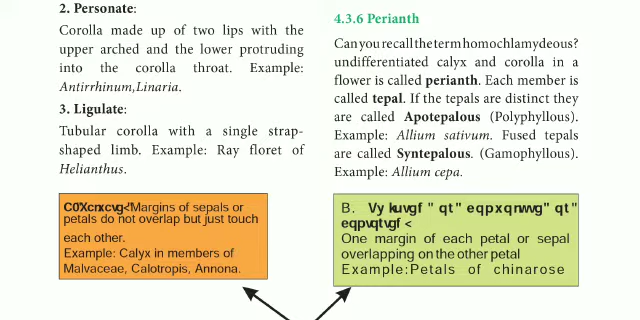 2. Personate:
Corolla made up of two lips with the
upper arched and the lower protruding
into the corolla throat. Example:
Antirrhinum,Linaria.
3. Ligulate:
Tubular corolla with a single strap-
shaped limb. Example: Ray floret of
Helianthus.
4.3.6 Perianth
Can you recall the term homochlamydeous?
undifferentiated calyx and corolla in a
flower is called perianth. Each member is
called tepal. If the tepals are distinct they
are called Apotepalous (Polyphyllous).
Example: Allium sativum. Fused tepals
are called Syntepalous. (Gamophyllous).
Example: Allium cepa.
Margins of sepals or
petals do not overlap but just touch
each other.
Example: Calyx in members of
Malvaceae, Calotropis, Annona.
B. Vy kuvgf " qt" eqpxqnwvg" qt"
eqpvqtvgf <
One margin of each petal or sepal
overlapping on the other petal
Example:Petals of chinarose